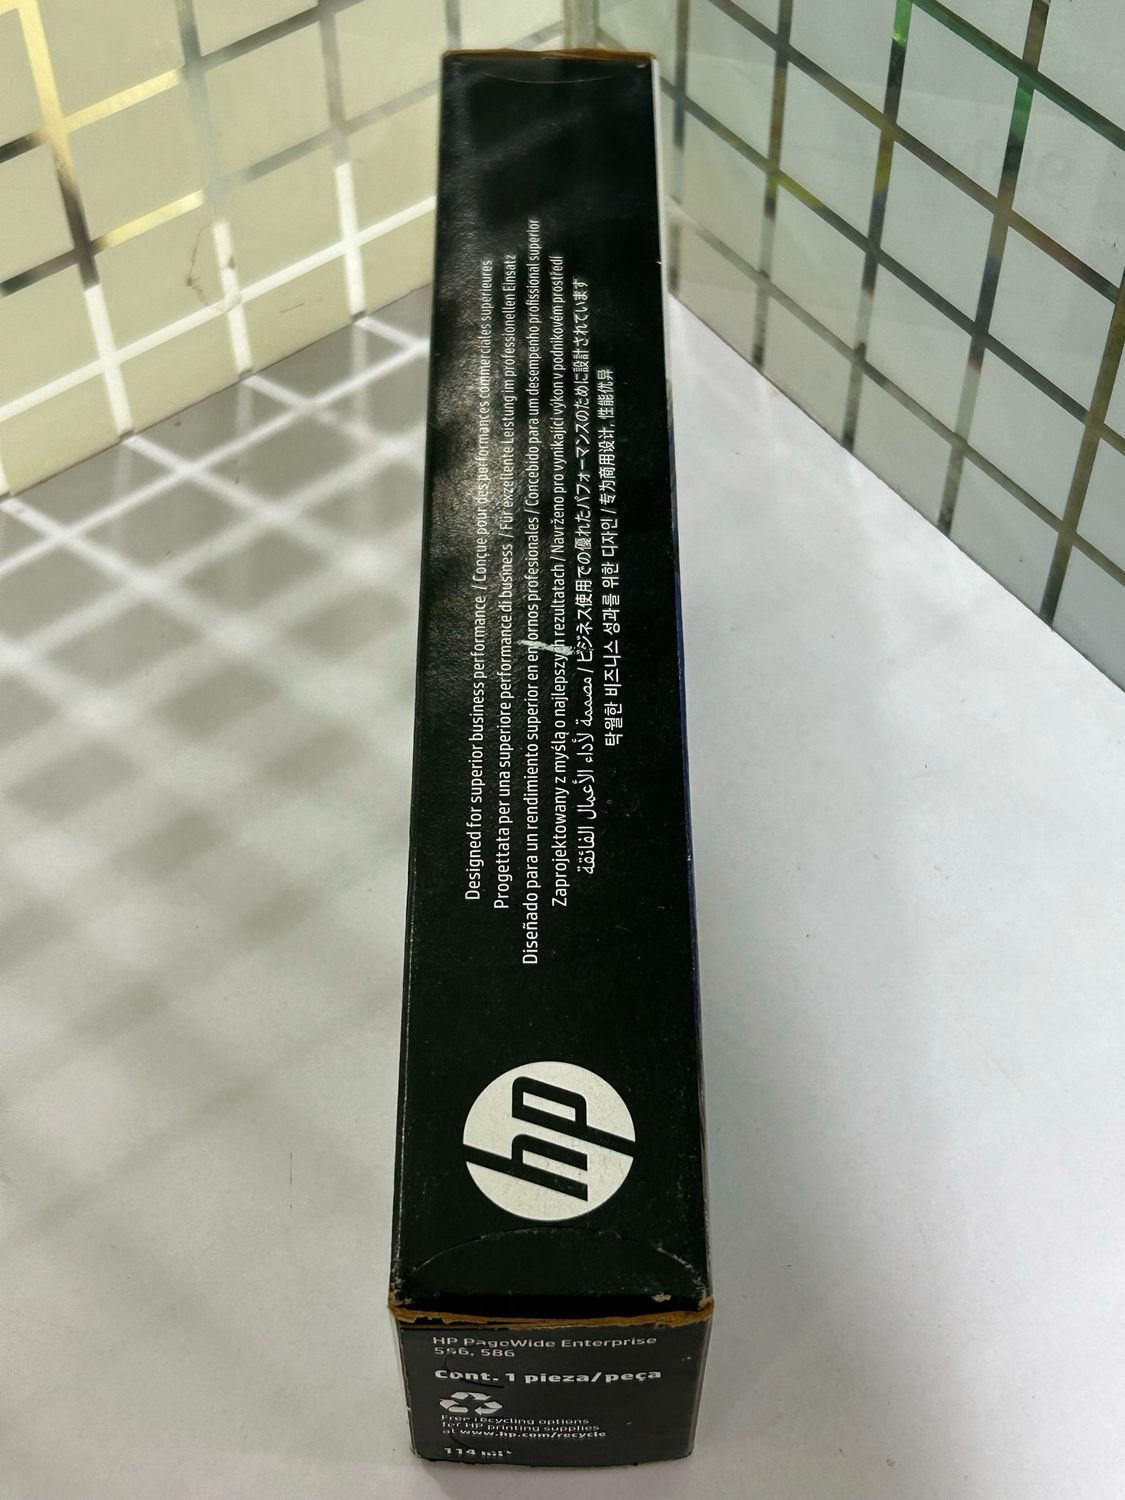 Designed for superior business performance / Conçue pour des performances commerciales supérieures
Progettata per una superiore performance di business / Für exzellente Leistung im professionellen Einsatz
Diseñado para un rendimiento superior en entornos profesionales / Concebido para um desempenho profissional superior
Zaprojektowany z myślą o najlepszych rezultatach / Navrženo pro vynikající výkon v podnikovém prostředí
مصممة لأداء الأعمال الفائقة / ビジネス使用での優れたパフォーマンスのために設計されています
탁월한 비즈니스 성과를 위한 디자인 / 专为商用设计, 性能优异
hp
HP PageWide Enterprise
556, 586
Cont. 1 pieza/peça
Free recycling options
for HP printing supplies
at www.hp.com/recycle
114 ml